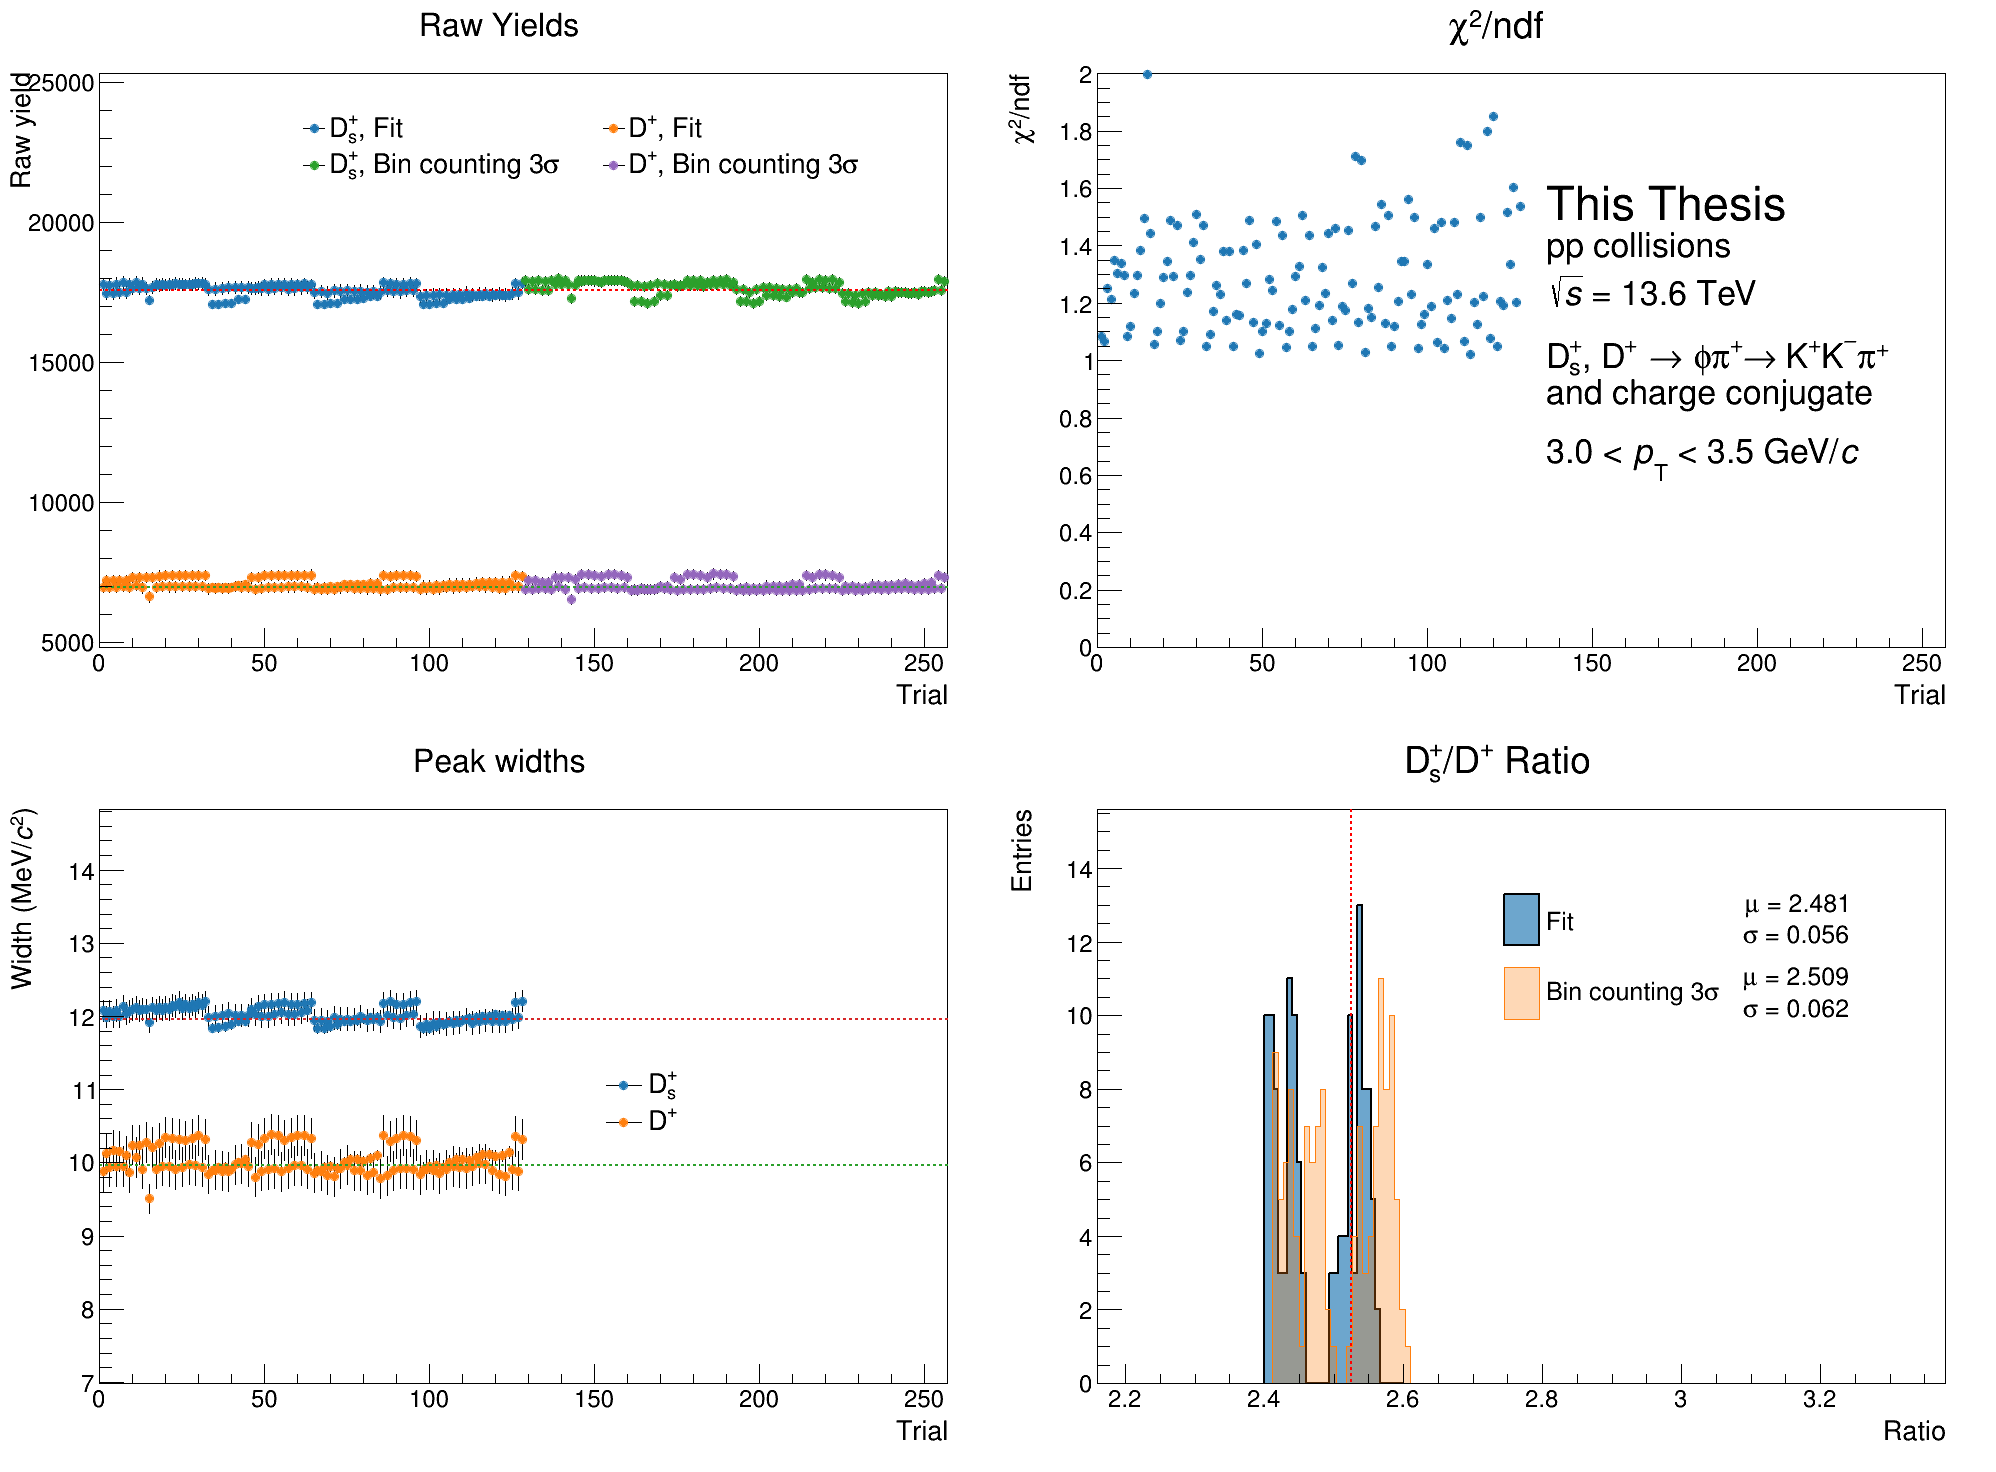 Raw Yields
Raw yield
25000
20000
15000
10000
5000
D_s^+, Fit
D^+, Fit
D_s^+, Bin counting 3σ
D^+, Bin counting 3σ
0 50 100 150 200 250
Trial
χ²/ndf
χ²/ndf
2
1.8
1.6
1.4
1.2
1
0.8
0.6
0.4
0.2
0
This Thesis
pp collisions
√s = 13.6 TeV
D_s^+, D^+ → ϕπ^+→ K^+K^−π^+
and charge conjugate
3.0 < p_T < 3.5 GeV/c
0 50 100 150 200 250
Trial
Peak widths
Width (MeV/c²)
14
13
12
11
10
9
8
7
D_s^+
D^+
0 50 100 150 200 250
Trial
D_s^+/D^+ Ratio
Entries
14
12
10
8
6
4
2
0
Fit
μ = 2.481
σ = 0.056
Bin counting 3σ
μ = 2.509
σ = 0.062
2.2 2.4 2.6 2.8 3 3.2
Ratio